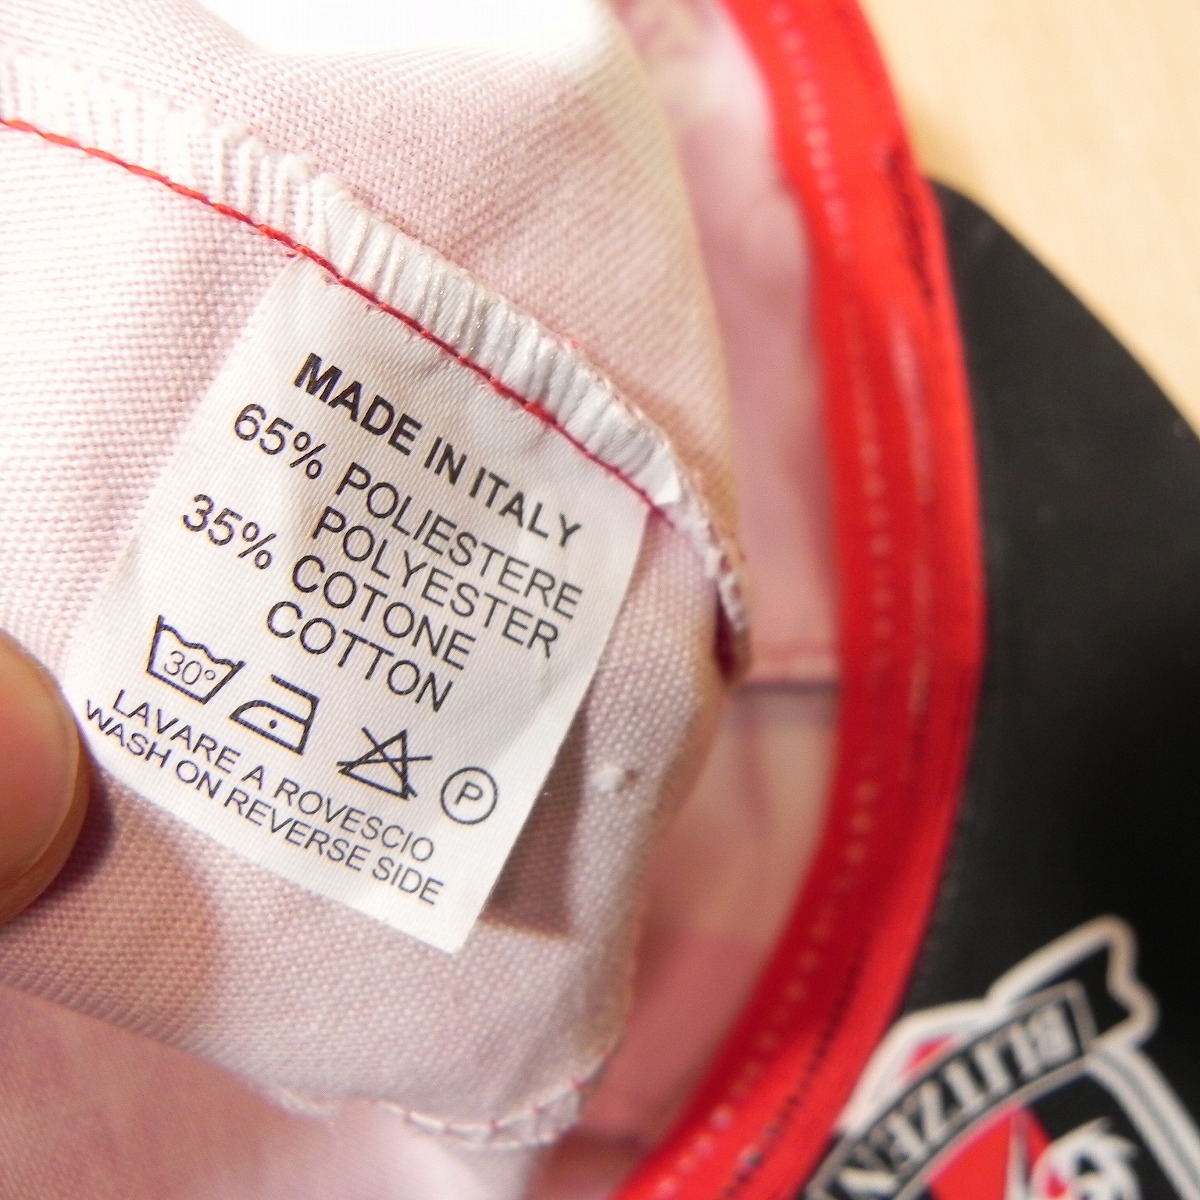 MADE IN ITALY
65% POLIESTERE
POLYESTER
35% COTONE
COTTON
30°
P
LAVARE A ROVESCIO
WASH ON REVERSE SIDE
BLITZEN